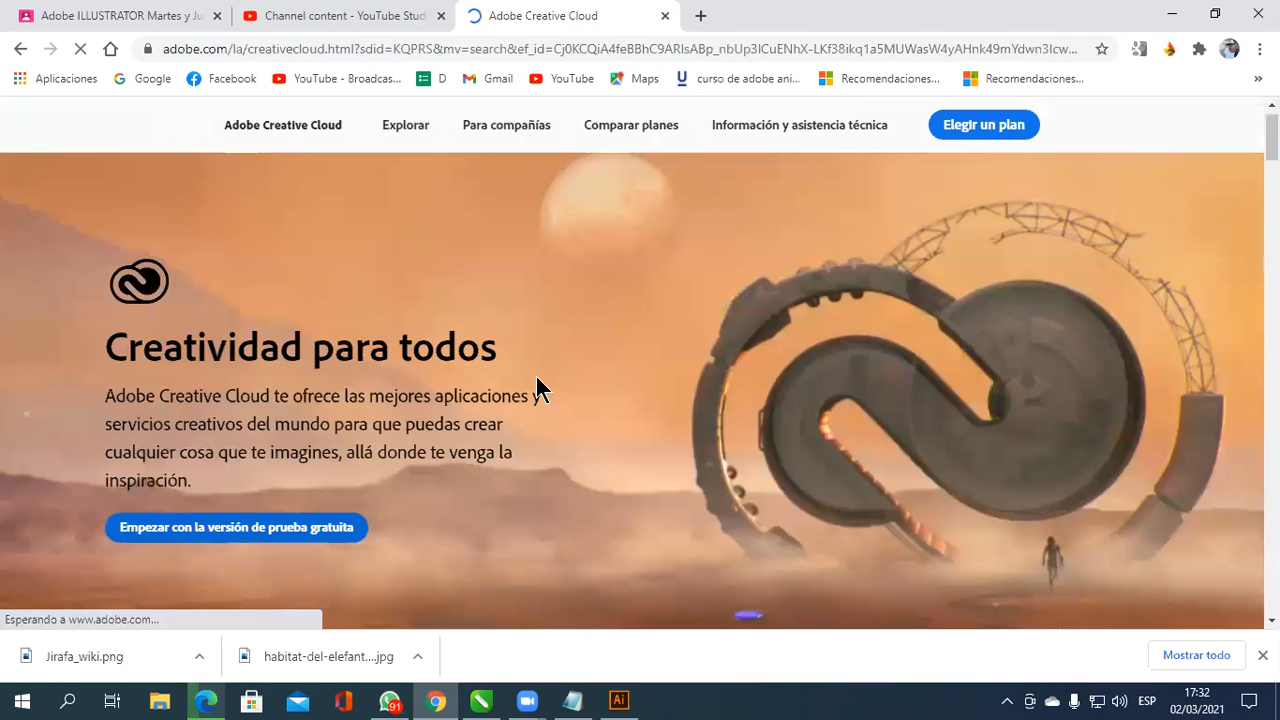 Adobe ILLUSTRATOR Martes y Ju
Channel content - YouTube Studi
Adobe Creative Cloud
adobe.com/la/creativecloud.html?sdid=KQPRS&mv=search&ef_id=
Aplicaciones Google Facebook YouTube - Broadcas... D Gmail YouTube Maps curso de adobe ani... Recomendaciones... Recomendaciones... »
Adobe Creative Cloud Explorar Para compañías Comparar planes Información y asistencia técnica Elegir un plan
Creatividad para todos
Adobe Creative Cloud te ofrece las mejores aplicaciones y
servicios creativos del mundo para que puedas crear
cualquier cosa que te imagines, allá donde te venga la
inspiración.
Empezar con la versión de prueba gratuita
Esperando a www.adobe.com...
Jirafa_wiki.png
habitat-del-elefant....jpg
Mostrar todo
91
Ai
ESP
17:32
02/03/2021